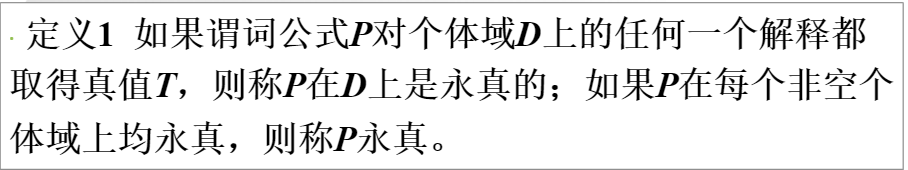 · 定义1 如果谓词公式P对个体域D上的任何一个解释都
取得真值T，则称P在D上是永真的；如果P在每个非空个
体域上均永真，则称P永真。